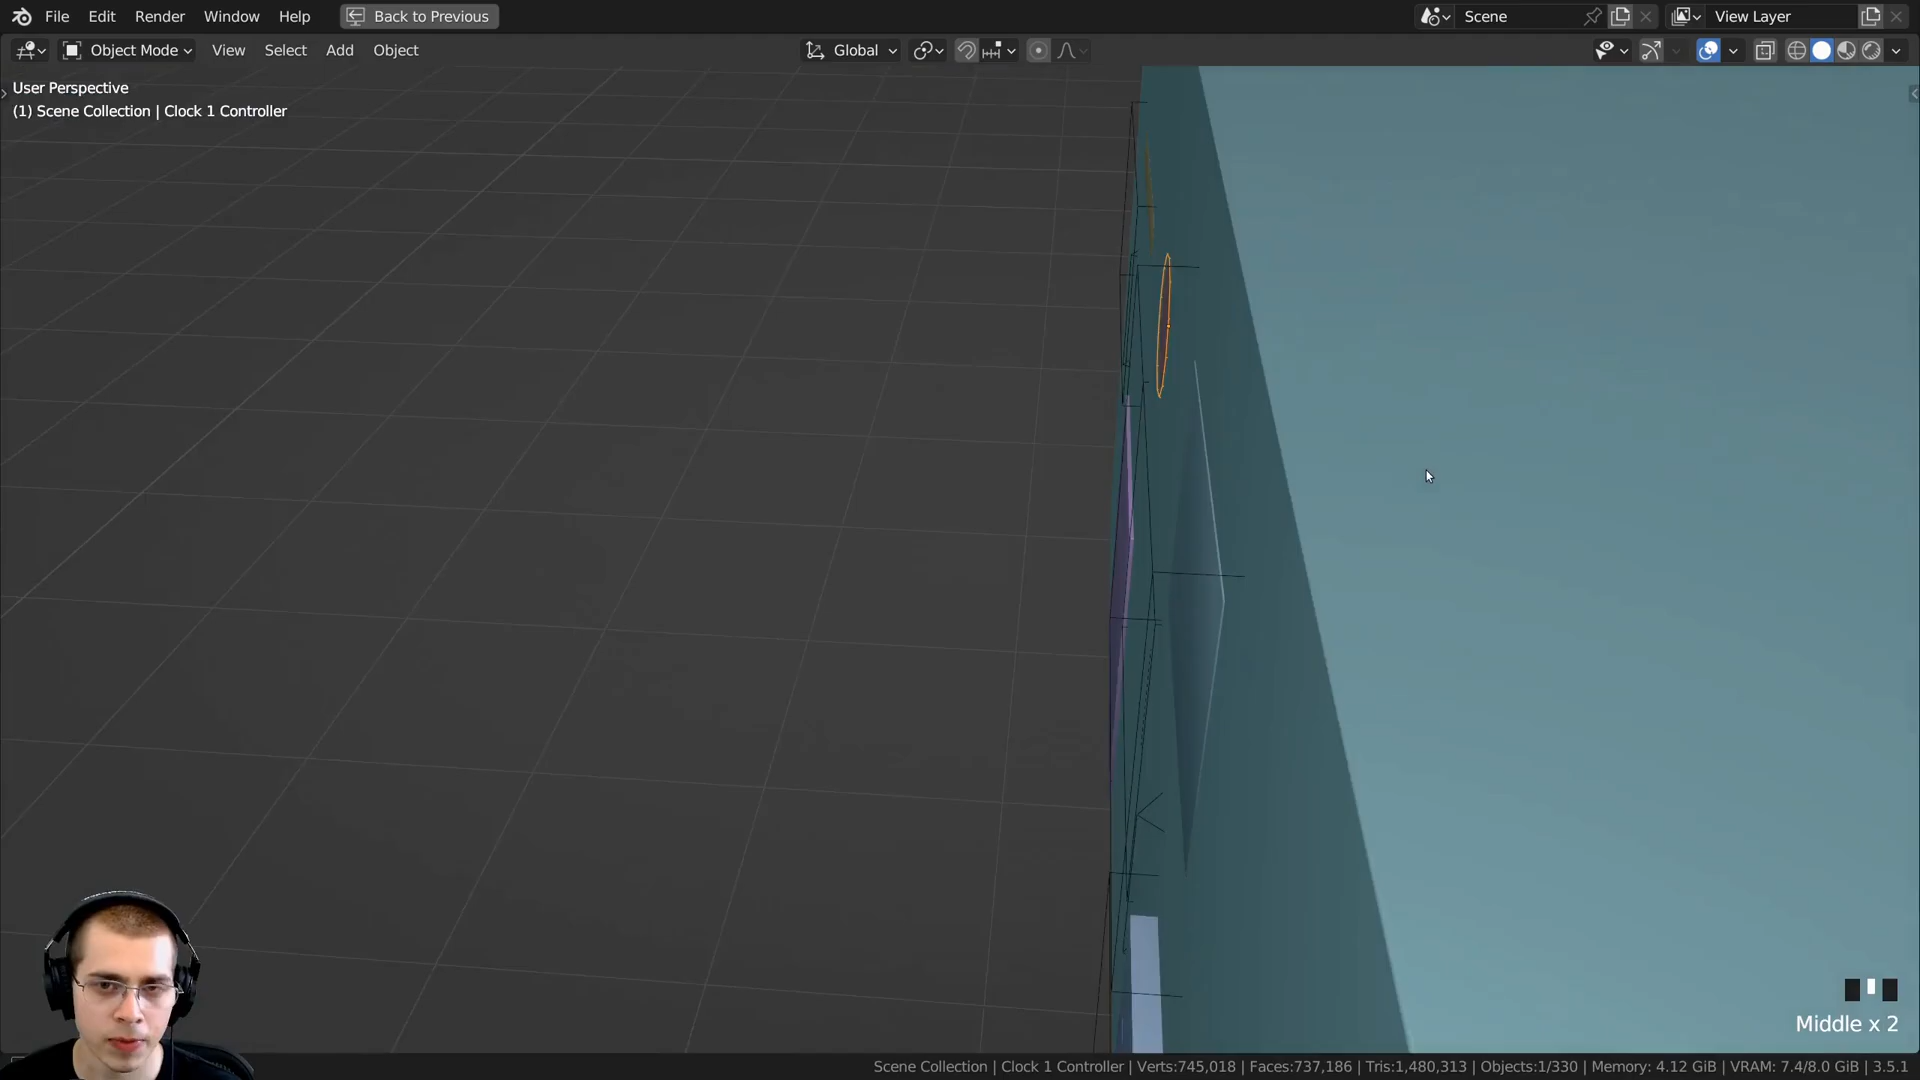 File Edit Render Window Help Back to Previous Scene View Layer
Object Mode View Select Add Object Global
User Perspective
(1) Scene Collection | Clock 1 Controller
Middle x 2
Scene Collection | Clock 1 Controller | Verts:745,018 | Faces:737,186 | Tris:1,480,313 | Objects:1/330 | Memory: 4.12 GiB | VRAM: 7.4/8.0 GiB | 3.5.1